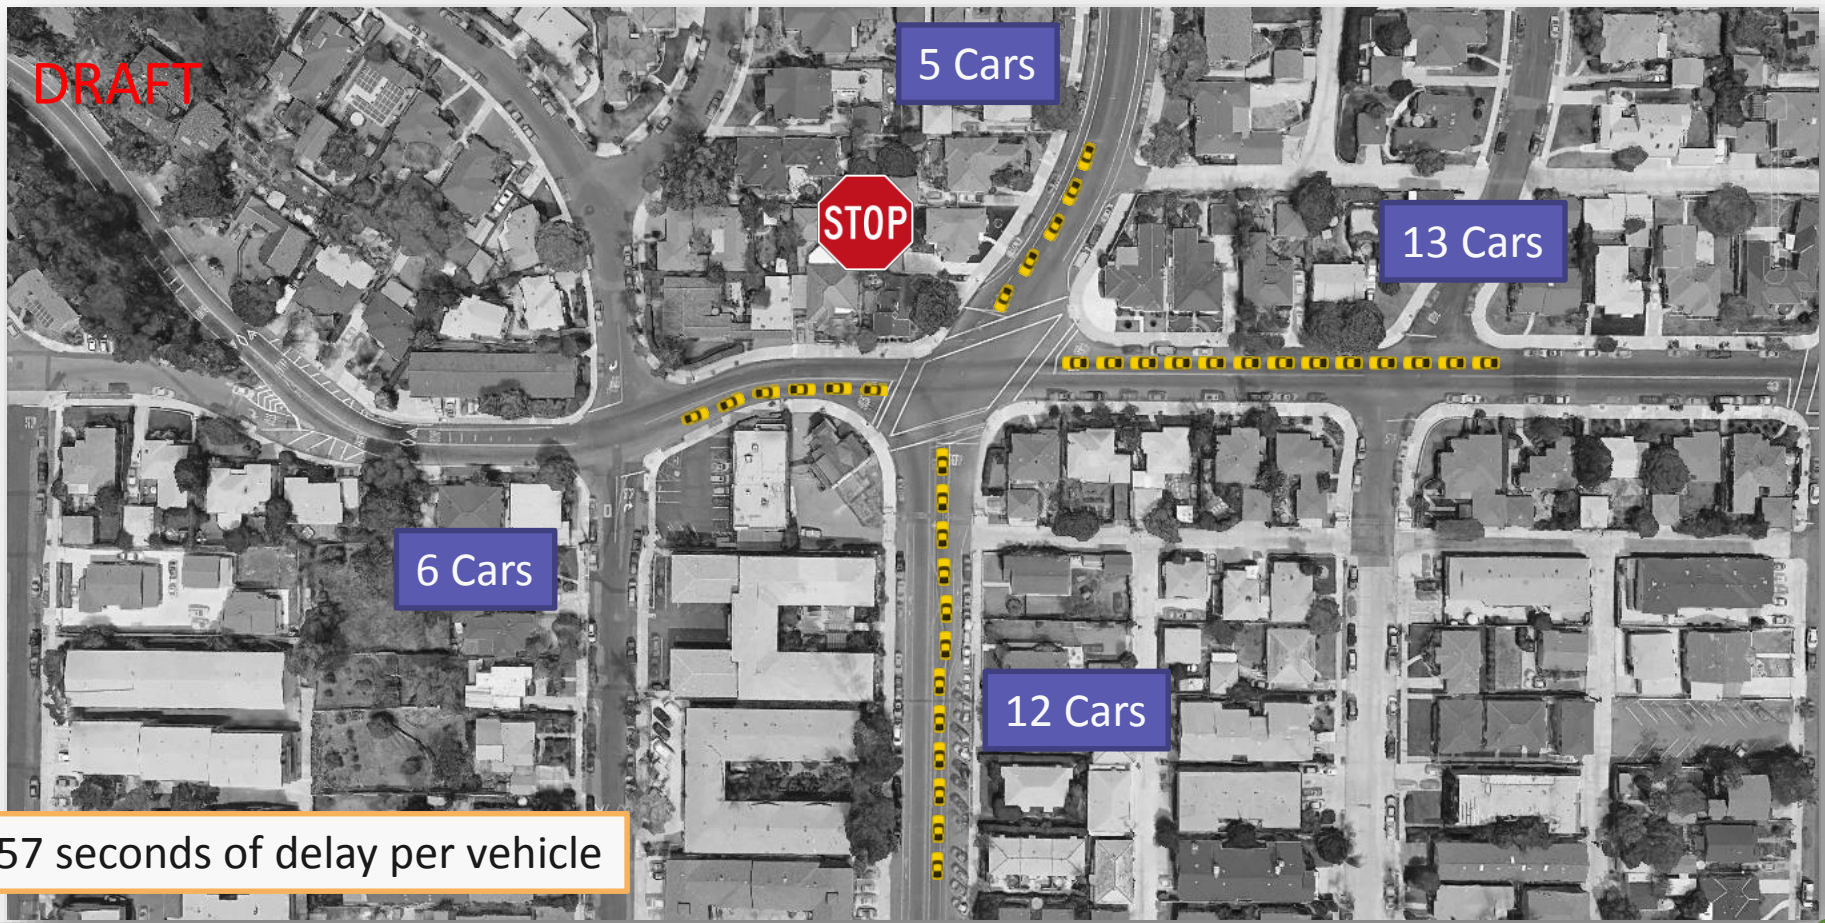 5 Cars
DRAFT
STOP
13 Cars
6 Cars
12 Cars
57 seconds of delay per vehicle